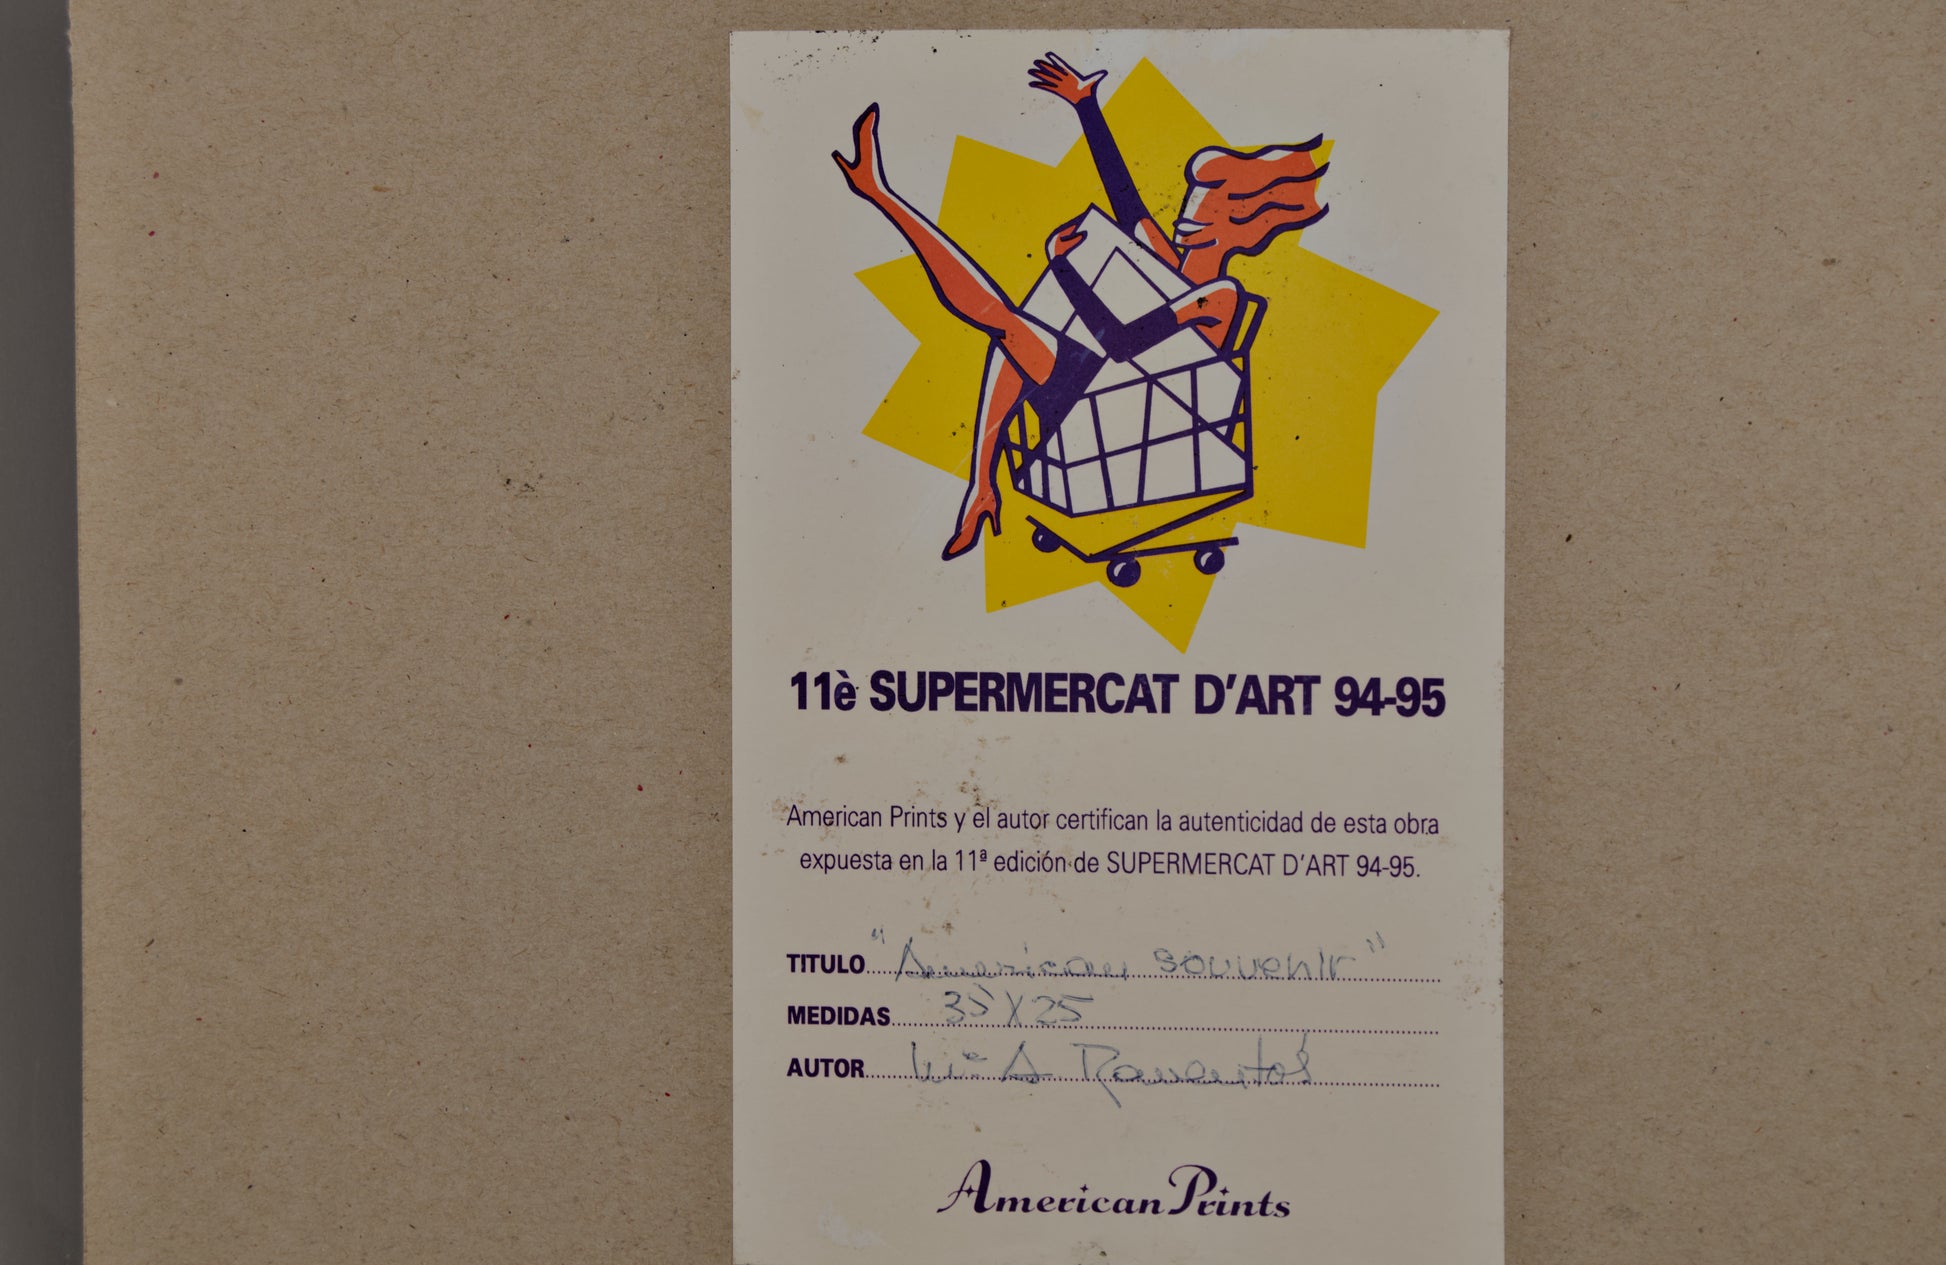 11è SUPERMERCAT D'ART 94-95
American Prints y el autor certifican la autenticidad de esta obra
expuesta en la 11ª edición de SUPERMERCAT D'ART 94-95.
TITULO "American souvenir"
MEDIDAS 35 X 25
AUTOR Mª A
American Prints